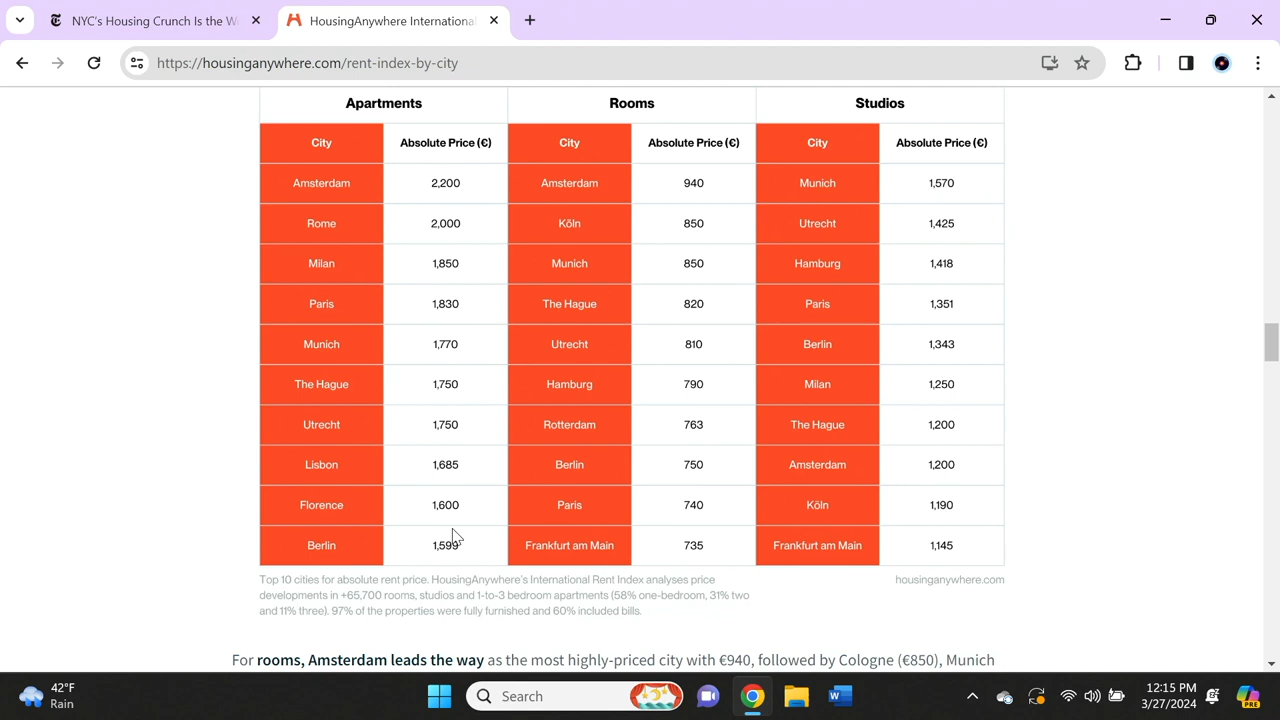 NYC's Housing Crunch Is the W
HousingAnywhere International
https://housinganywhere.com/rent-index-by-city
Apartments Rooms Studios
City Absolute Price (€) City Absolute Price (€) City Absolute Price (€)
Amsterdam 2,200 Amsterdam 940 Munich 1,570
Rome 2,000 Köln 850 Utrecht 1,425
Milan 1,850 Munich 850 Hamburg 1,418
Paris 1,830 The Hague 820 Paris 1,351
Munich 1,770 Utrecht 810 Berlin 1,343
The Hague 1,750 Hamburg 790 Milan 1,250
Utrecht 1,750 Rotterdam 763 The Hague 1,200
Lisbon 1,685 Berlin 750 Amsterdam 1,200
Florence 1,600 Paris 740 Köln 1,190
Berlin 1,599 Frankfurt am Main 735 Frankfurt am Main 1,145
Top 10 cities for absolute rent price. HousingAnywhere's International Rent Index analyses price
developments in +65,700 rooms, studios and 1-to-3 bedroom apartments (58% one-bedroom, 31% two
and 11% three). 97% of the properties were fully furnished and 60% included bills.
housinganywhere.com
For rooms, Amsterdam leads the way as the most highly-priced city with €940, followed by Cologne (€850), Munich
42°F
Rain
Search
12:15 PM
3/27/2024
PRE